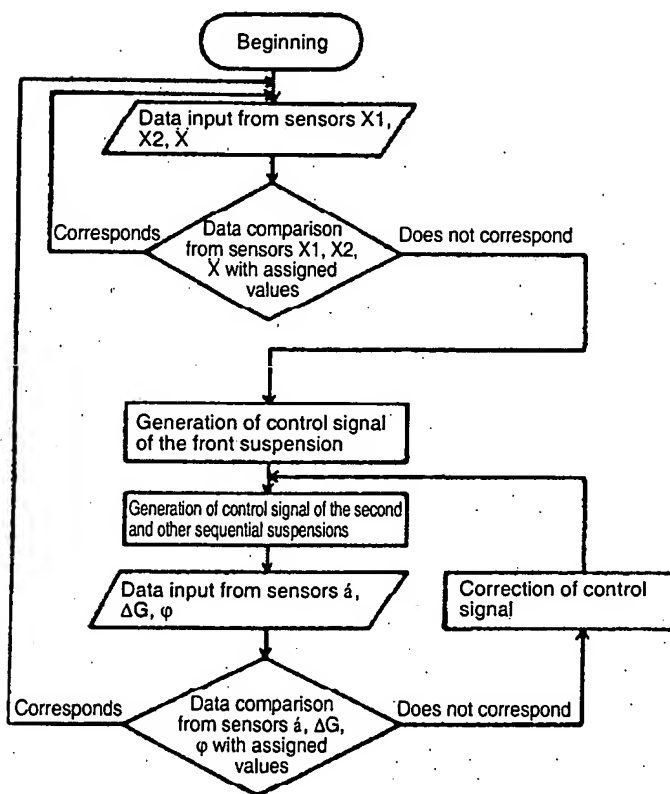 Beginning
Data input from sensors X1,
X2, X
Corresponds
Data comparison
from sensors X1, X2,
X with assigned
values
Does not correspond
Generation of control signal
of the front suspension
Generation of control signal of the second
and other sequential suspensions
Data input from sensors á,
ΔG, φ
Correction of control
signal
Corresponds
Data comparison
from sensors á, ΔG,
φ with assigned
values
Does not correspond